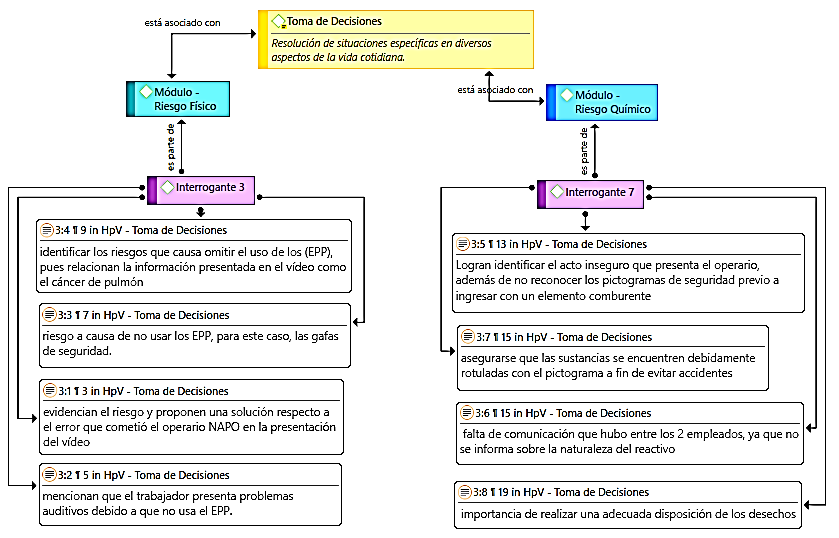 Toma de Decisiones
Resolución de situaciones específicas en diversos
aspectos de la vida cotidiana.
está asociado con
está asociado con
Módulo -
Riesgo Físico
Módulo -
Riesgo Químico
es parte de
es parte de
Interrogante 3
3:4 ¶ 9 in HpV - Toma de Decisiones
identificar los riesgos que causa omitir el uso de los (EPP),
pues relacionan la información presentada en el vídeo como
el cáncer de pulmón
3:3 ¶ 7 in HpV - Toma de Decisiones
riesgo a causa de no usar los EPP, para este caso, las gafas
de seguridad.
3:1 ¶ 3 in HpV - Toma de Decisiones
evidencian el riesgo y proponen una solución respecto a
el error que cometió el operario NAPO en la presentación
del vídeo
3:2 ¶ 5 in HpV - Toma de Decisiones
mencionan que el trabajador presenta problemas
auditivos debido a que no usa el EPP.
Interrogante 7
3:5 ¶ 13 in HpV - Toma de Decisiones
Logran identificar el acto inseguro que presenta el operario,
además de no reconocer los pictogramas de seguridad previo a
ingresar con un elemento comburente
3:7 ¶ 15 in HpV - Toma de Decisiones
asegurarse que las sustancias se encuentren debidamente
rotuladas con el pictograma a fin de evitar accidentes
3:6 ¶ 15 in HpV - Toma de Decisiones
falta de comunicación que hubo entre los 2 empleados, ya que no
se informa sobre la naturaleza del reactivo
3:8 ¶ 19 in HpV - Toma de Decisiones
importancia de realizar una adecuada disposición de los desechos